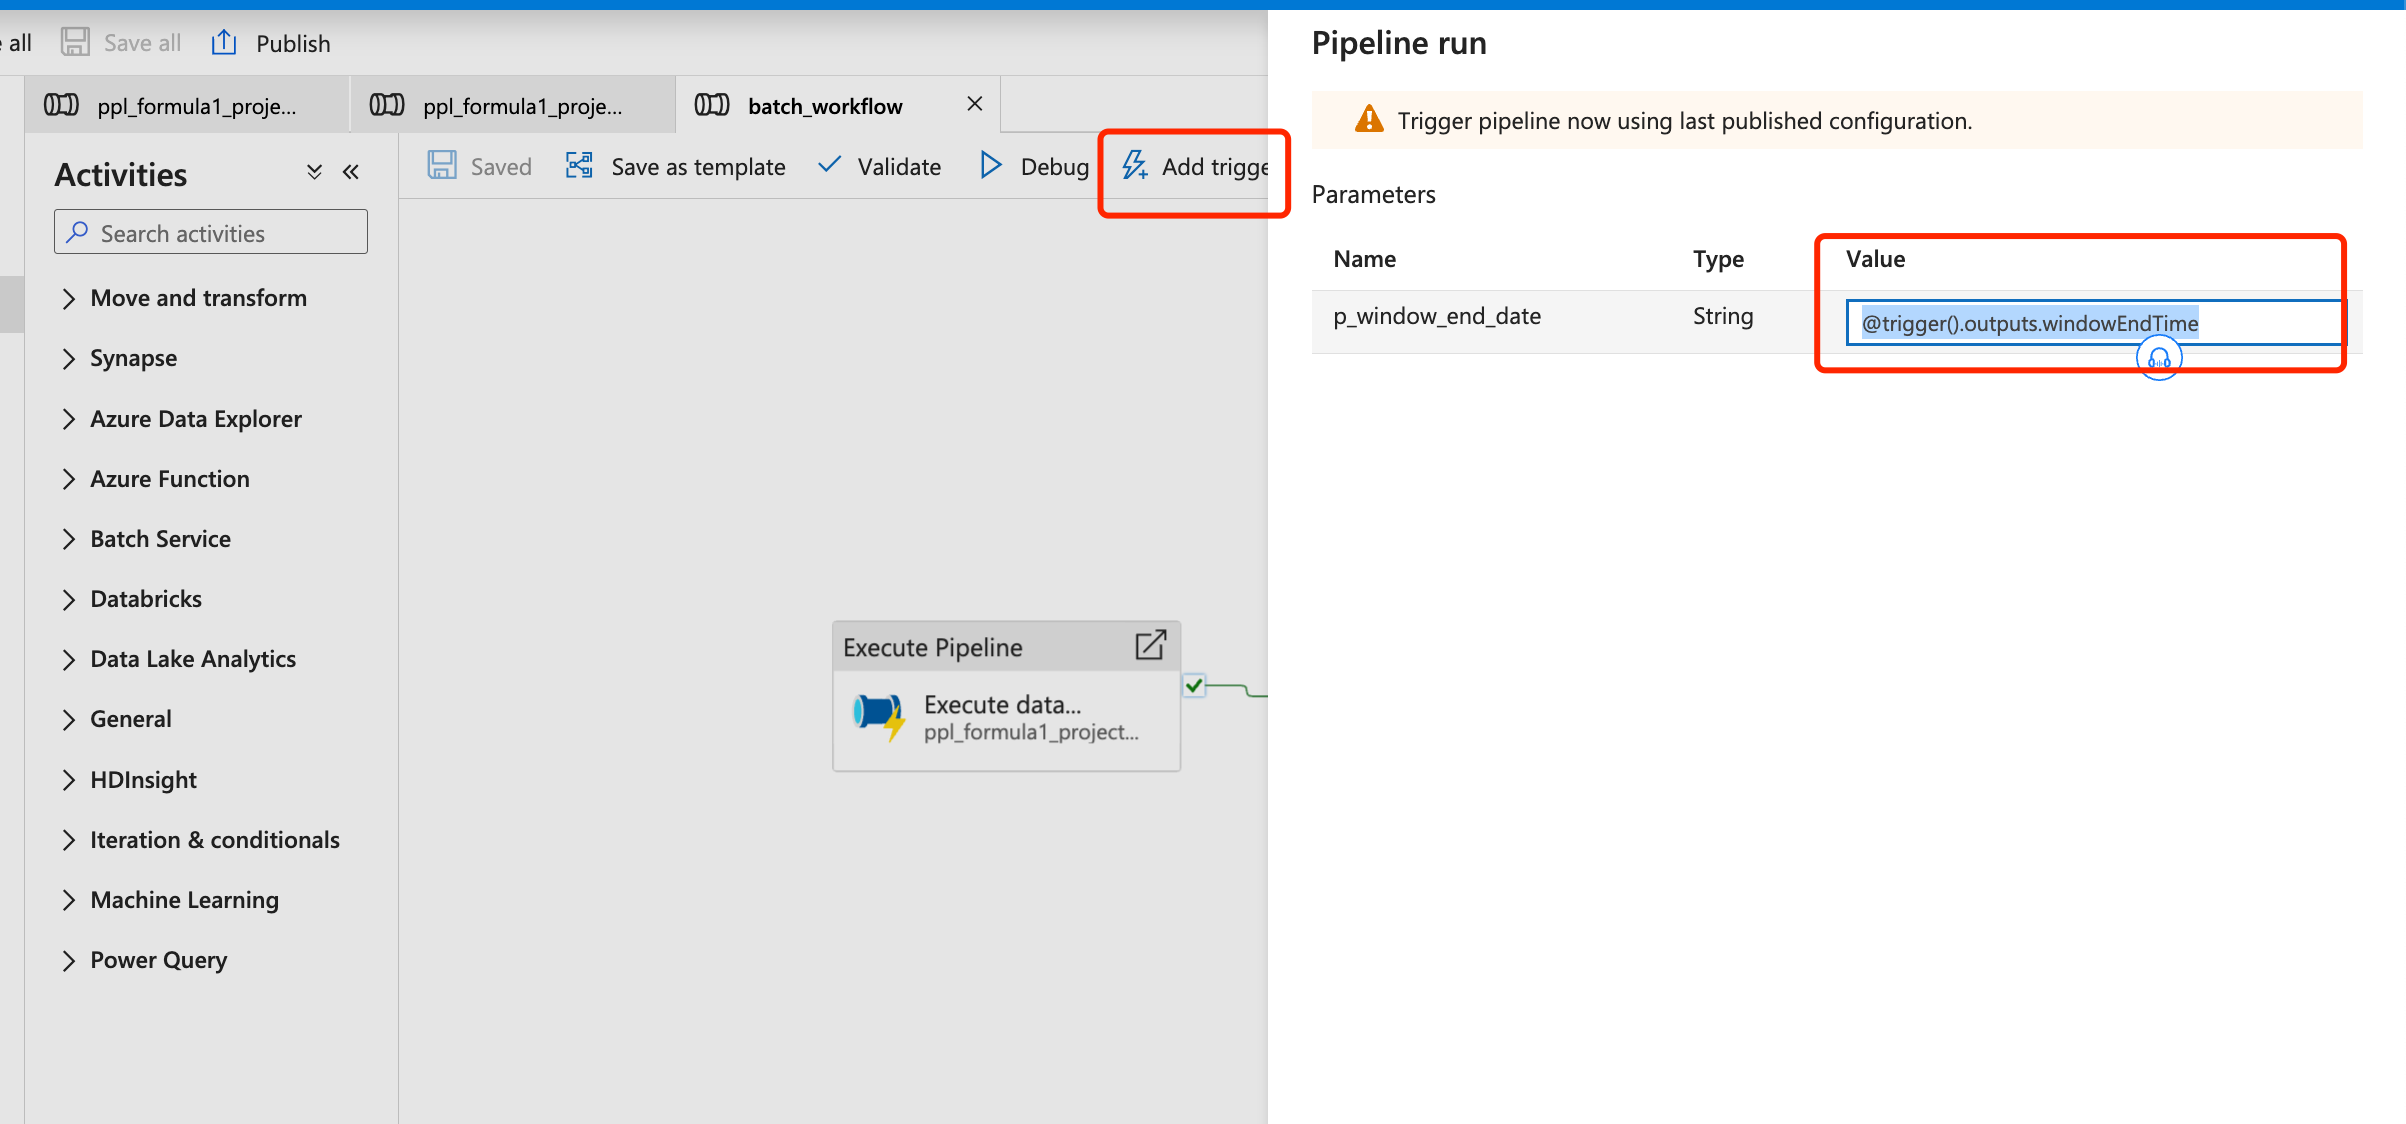 all Save all Publish
ppl_formula1_proje... ppl_formula1_proje... batch_workflow
Activities
Search activities
Move and transform
Synapse
Azure Data Explorer
Azure Function
Batch Service
Databricks
Data Lake Analytics
General
HDInsight
Iteration & conditionals
Machine Learning
Power Query
Saved Save as template Validate Debug Add trigge
Execute Pipeline
Execute data...
ppl_formula1_project...
Pipeline run
Trigger pipeline now using last published configuration.
Parameters
Name Type Value
p_window_end_date String @trigger().outputs.windowEndTime